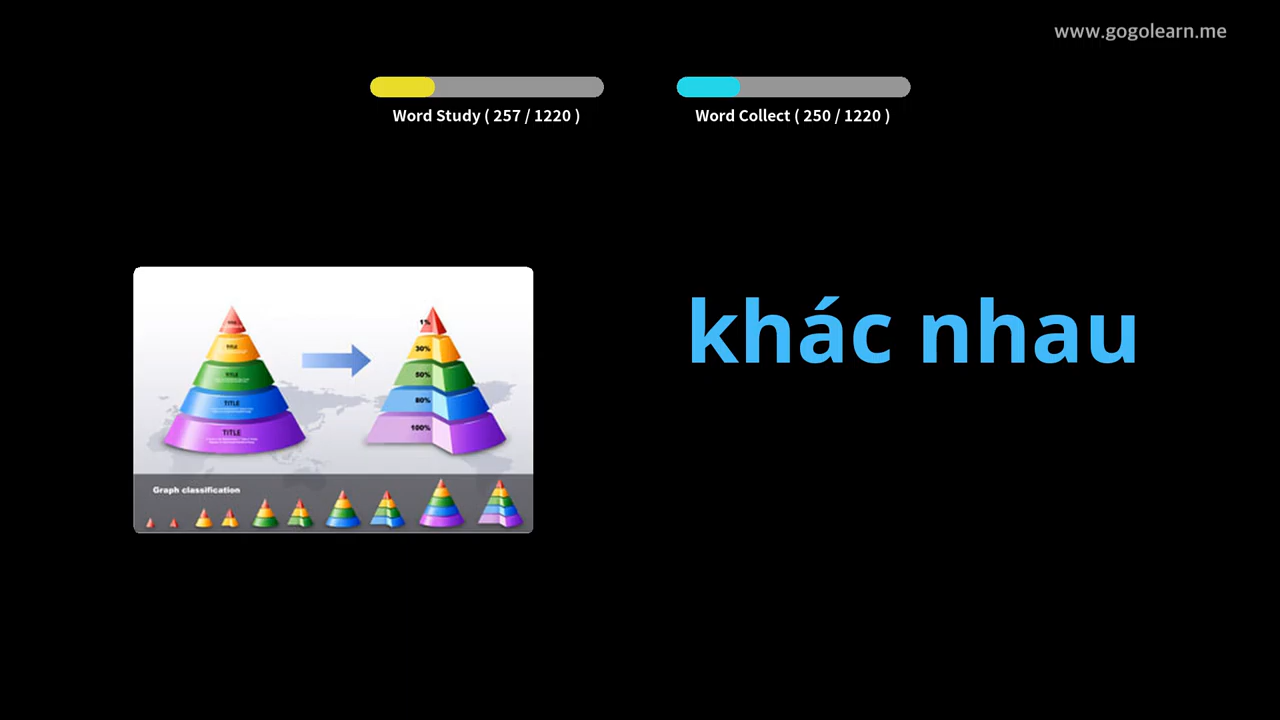 www.gogolearn.me
Word Study ( 257 / 1220 )
Word Collect ( 250 / 1220 )
khác nhau
1%
TITLE
30%
TITLE
50%
TITLE
80%
TITLE
100%
Graph classification